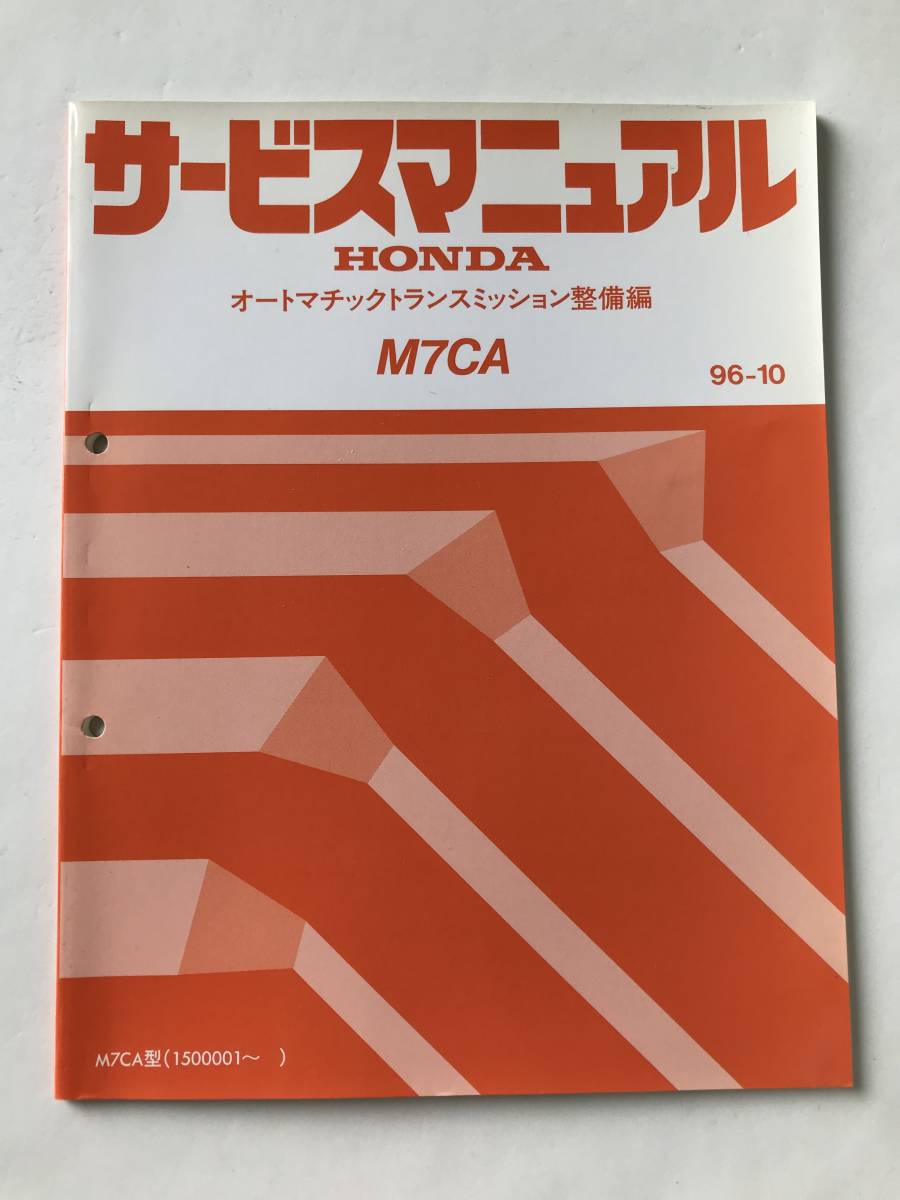 サービスマニュアル
HONDA
オートマチックトランスミッション整備編
M7CA
96-10
M7CA型(1500001～　)